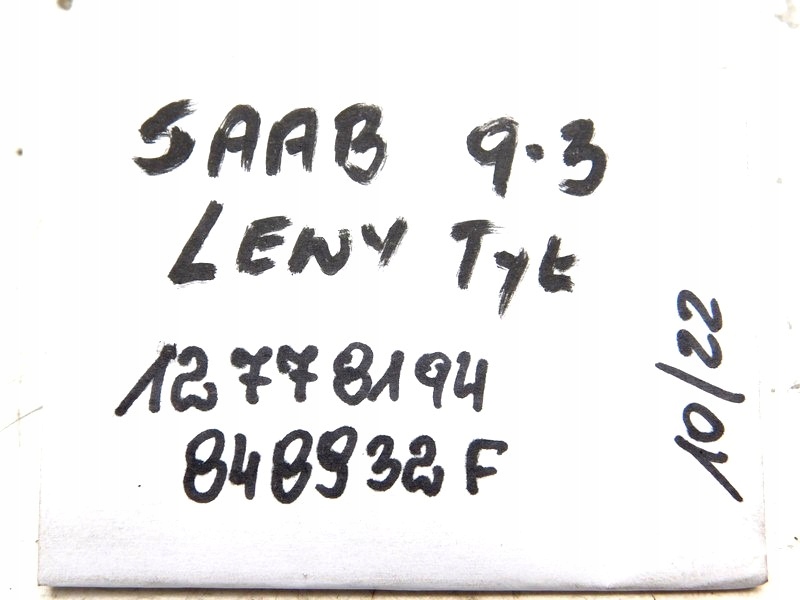 SAAB 9.3
LEWY Tył
12778194
848932F
10/22